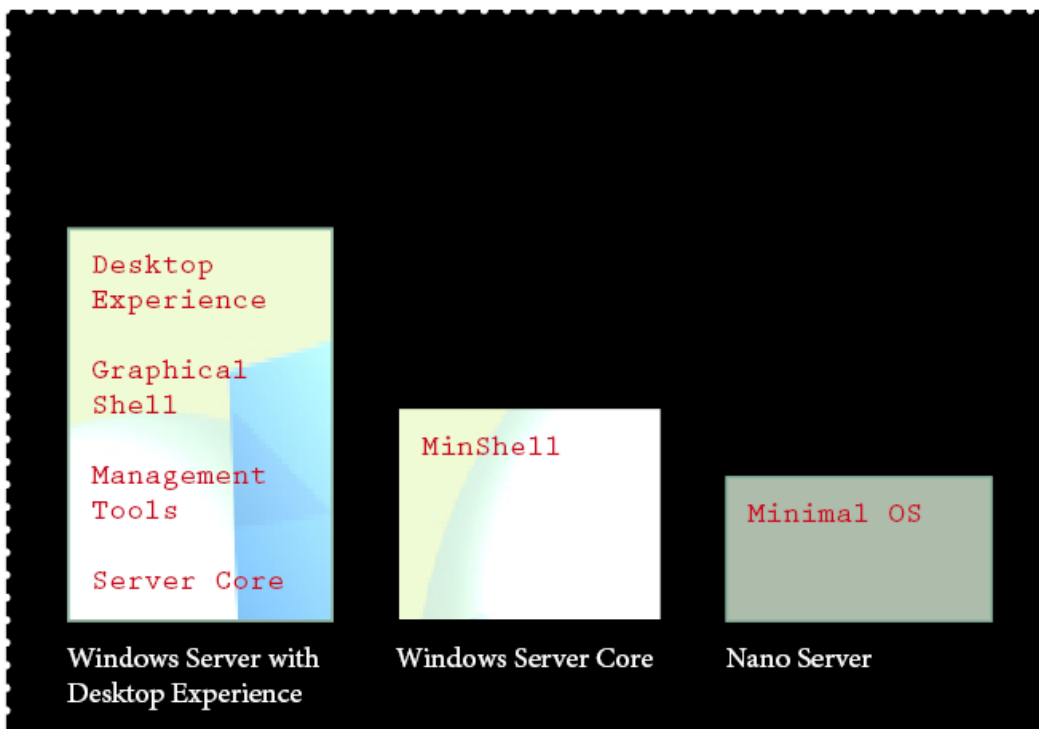 Desktop
Experience
Graphical
Shell
Management
Tools
Server Core
MinShell
Minimal OS
Windows Server with
Desktop Experience
Windows Server Core
Nano Server